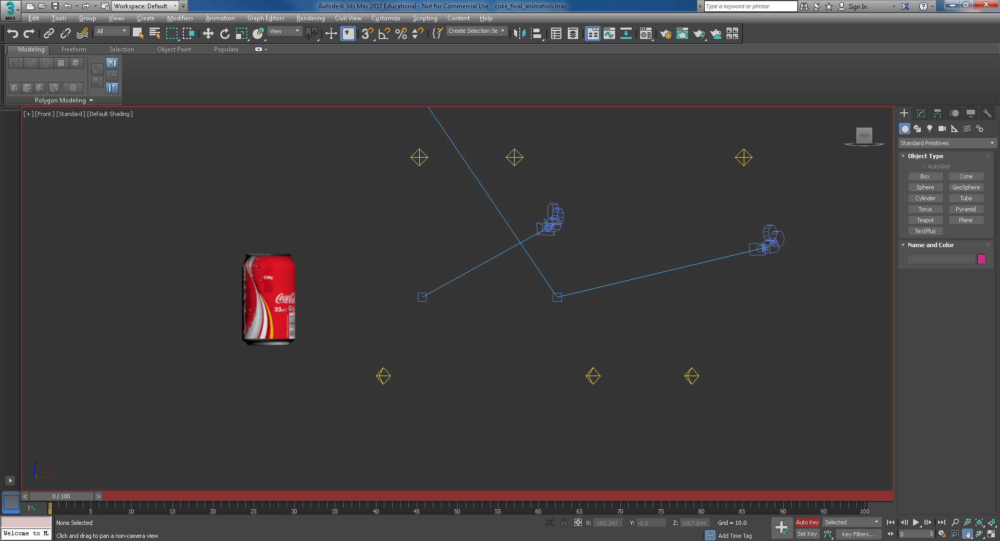 3 MAX
Workspace: Default
Autodesk 3ds Max 2017 Educational - Not for Commercial Use coke_final_animation.max
Type a keyword or phrase
Sign In
Edit Tools Group Views Create Modifiers Animation Graph Editors Rendering Civil View Customize Scripting Content Help
All
View
Create Selection Se
Modeling Freeform Selection Object Paint Populate
Polygon Modeling
[+] [Front] [Standard] [Default Shading]
FRONT
Standard Primitives
Object Type
AutoGrid
Box Cone
Sphere GeoSphere
Cylinder Tube
Torus Pyramid
Teapot Plane
TextPlus
Name and Color
Coke
Coca-C
33
z
y x
< 0 / 100 >
0 5 10 15 20 25 30 35 40 45 50 55 60 65 70 75 80 85 90 95 100
None Selected
X: -183.247 Y: -0.0 Z: 1967.844 Grid = 10.0
Auto Key Selected
Welcome to M
Click and drag to pan a non-camera view
Add Time Tag
Set Key Key Filters...
0